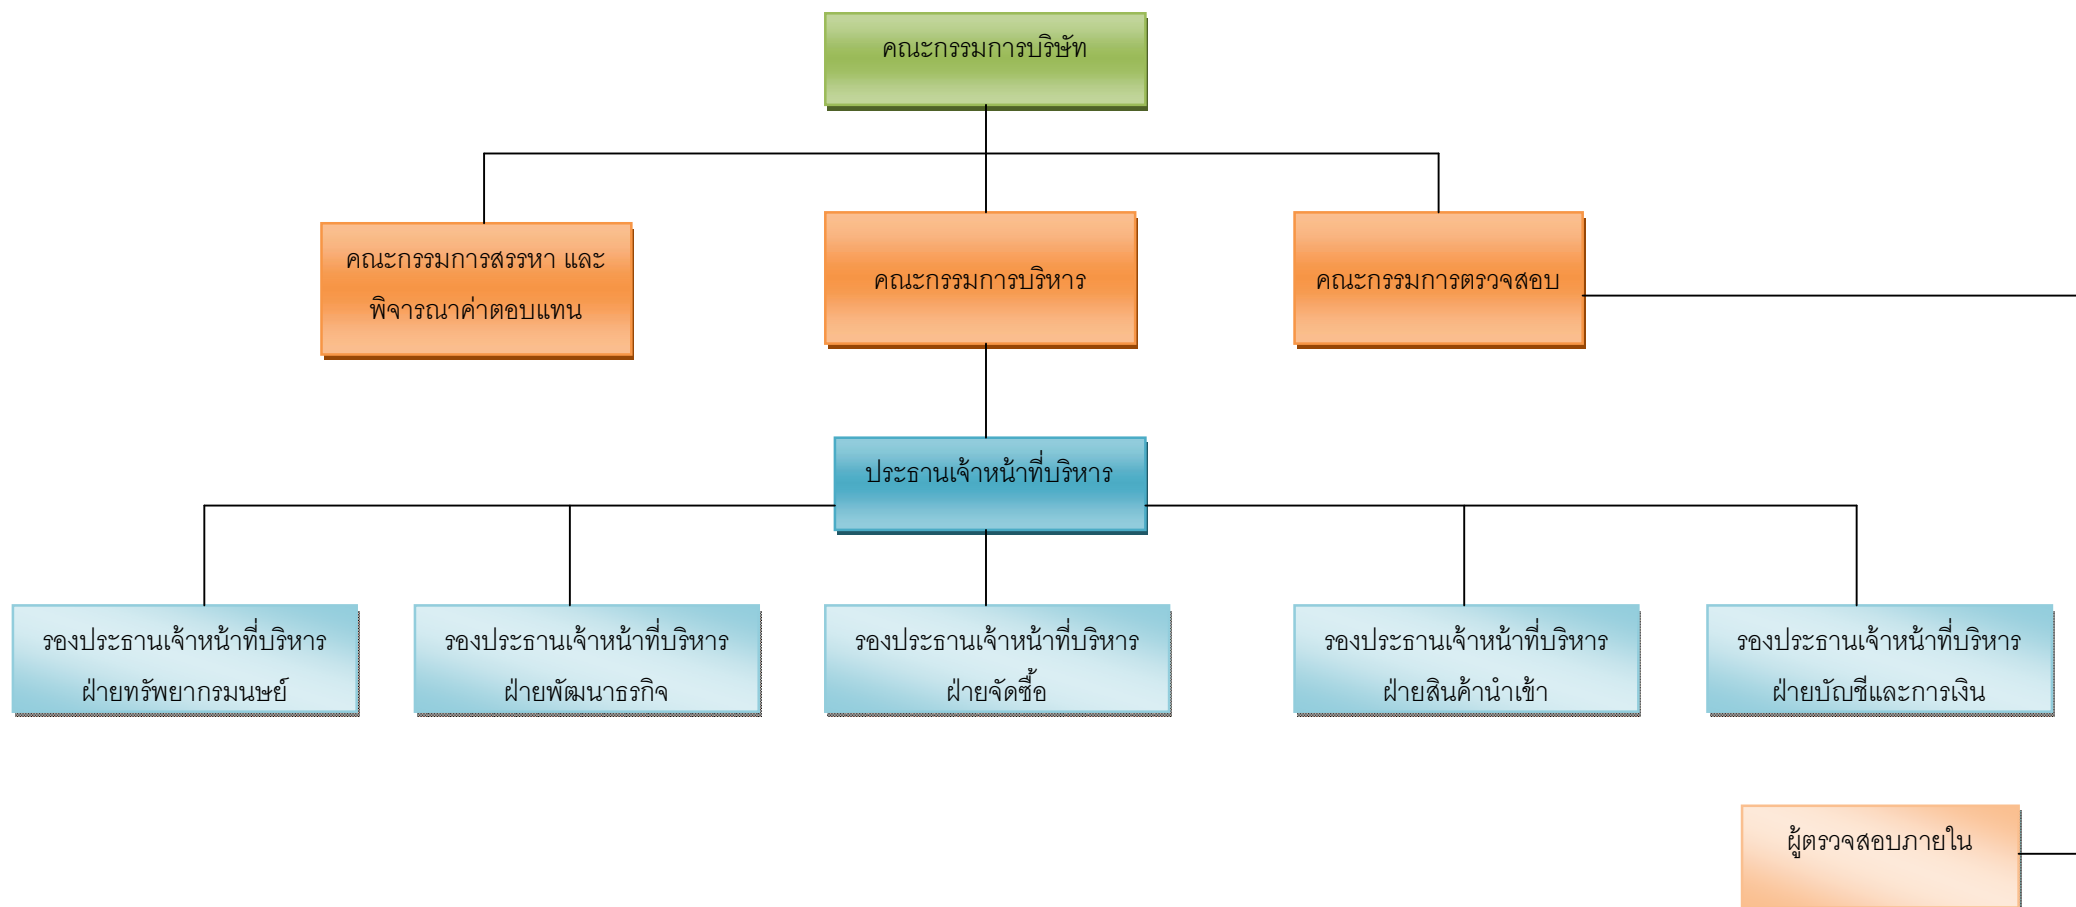 คณะกรรมการบริษัท
คณะกรรมการสรรหา และ
พิจารณาค่าตอบแทน
คณะกรรมการบริหาร
คณะกรรมการตรวจสอบ
ประธานเจ้าหน้าที่บริหาร
รองประธานเจ้าหน้าที่บริหาร
ฝ่ายทรัพยากรมนษย์
รองประธานเจ้าหน้าที่บริหาร
ฝ่ายพัฒนาธรกิจ
รองประธานเจ้าหน้าที่บริหาร
ฝ่ายจัดซื้อ
รองประธานเจ้าหน้าที่บริหาร
ฝ่ายสินค้านำเข้า
รองประธานเจ้าหน้าที่บริหาร
ฝ่ายบัญชีและการเงิน
ผู้ตรวจสอบภายใน